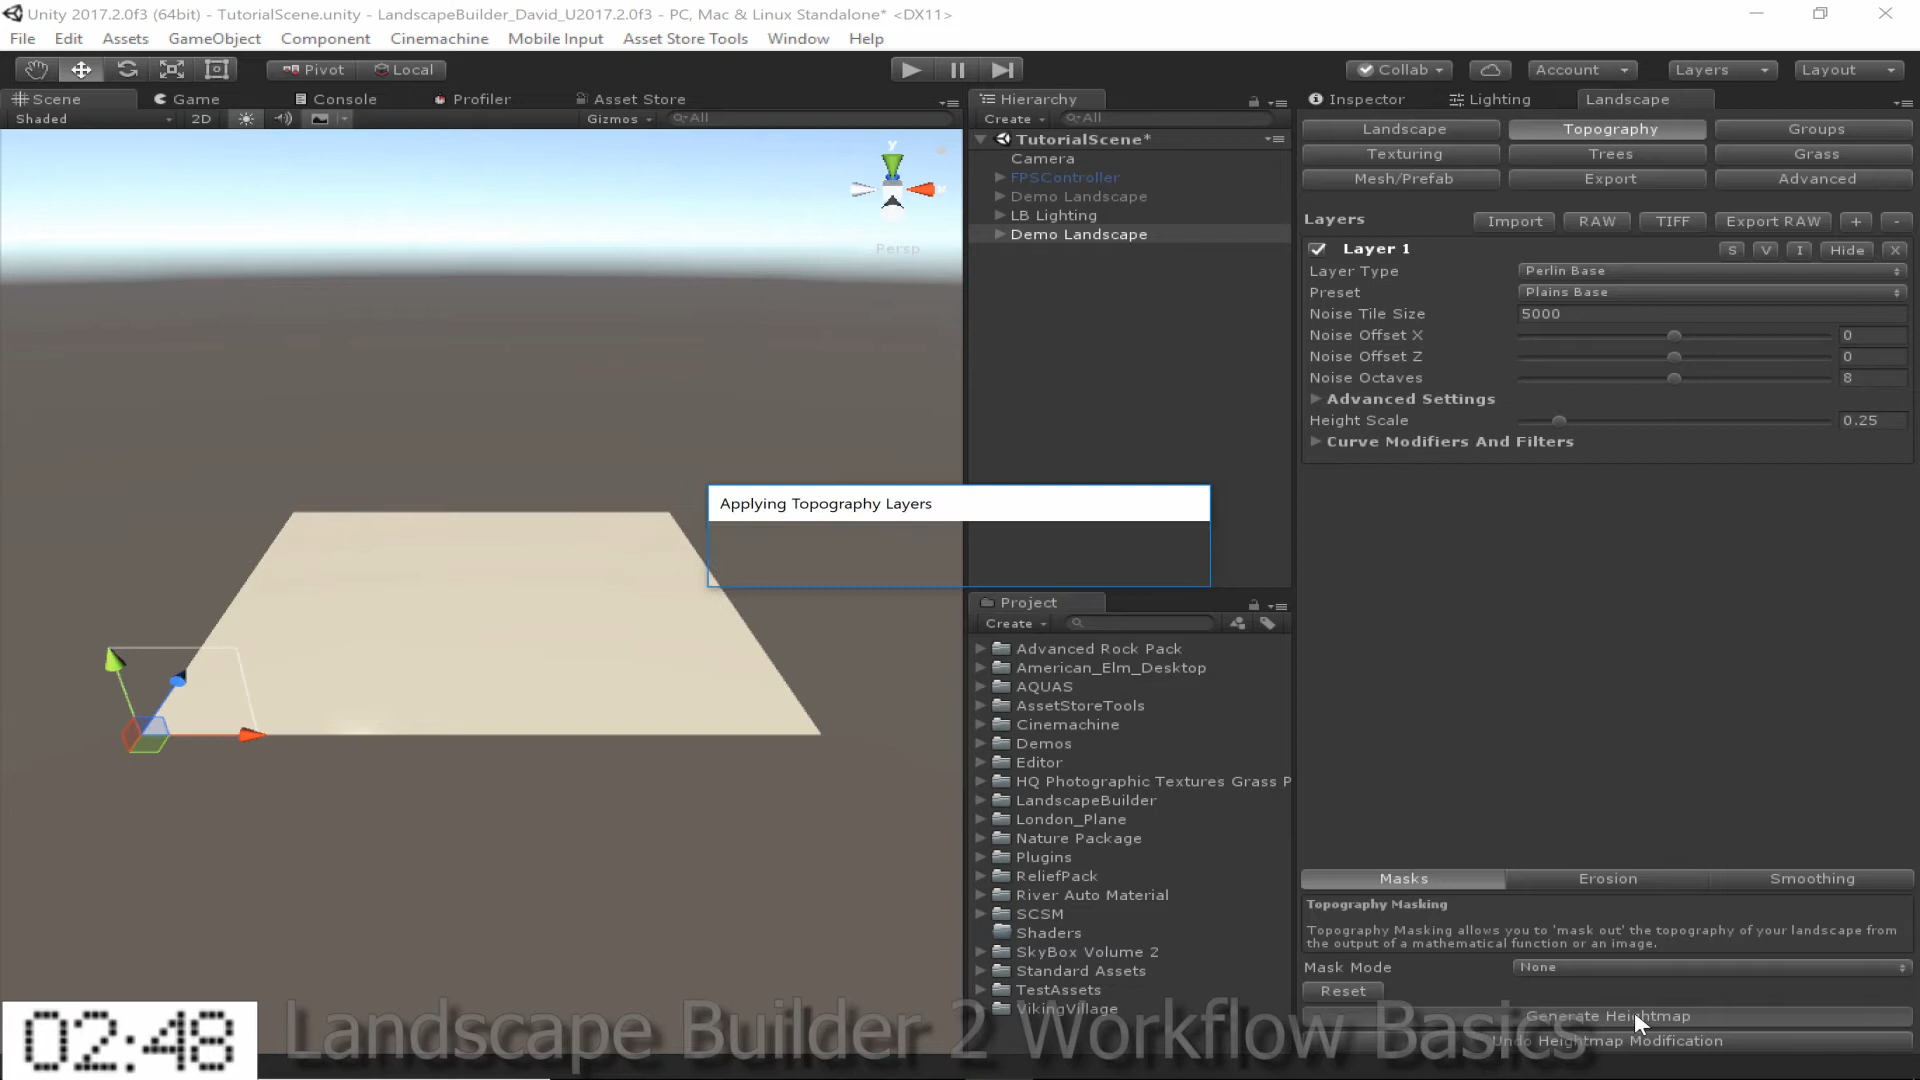 Unity 2017.2.0f3 (64bit) - TutorialScene.unity - LandscapeBuilder_David_U2017.2.0f3 - PC, Mac & Linux Standalone* <DX11>
File Edit Assets GameObject Component Cinemachine Mobile Input Asset Store Tools Window Help
Pivot Local Collab Account Layers Layout
Scene Game Console Profiler Asset Store
Shaded 2D Gizmos All
y
x
Persp
Hierarchy
Create All
TutorialScene*
Camera
FPSController
Demo Landscape
LB Lighting
Demo Landscape
Applying Topography Layers
Project
Create
Advanced Rock Pack
American_Elm_Desktop
AQUAS
AssetStoreTools
Cinemachine
Demos
Editor
HQ Photographic Textures Grass P
LandscapeBuilder
London_Plane
Nature Package
Plugins
ReliefPack
River Auto Material
SCSM
Shaders
SkyBox Volume 2
Standard Assets
TestAssets
VikingVillage
Inspector Lighting Landscape
Landscape Topography Groups
Texturing Trees Grass
Mesh/Prefab Export Advanced
Layers Import RAW TIFF Export RAW + -
Layer 1 S V I Hide X
Layer Type Perlin Base
Preset Plains Base
Noise Tile Size 5000
Noise Offset X 0
Noise Offset Z 0
Noise Octaves 8
Advanced Settings
Height Scale 0.25
Curve Modifiers And Filters
Masks Erosion Smoothing
Topography Masking
Topography Masking allows you to 'mask out' the topography of your landscape from
the output of a mathematical function or an image.
Mask Mode None
Reset
Generate Heightmap
Undo Heightmap Modification
02:48
Landscape Builder 2 Workflow Basics